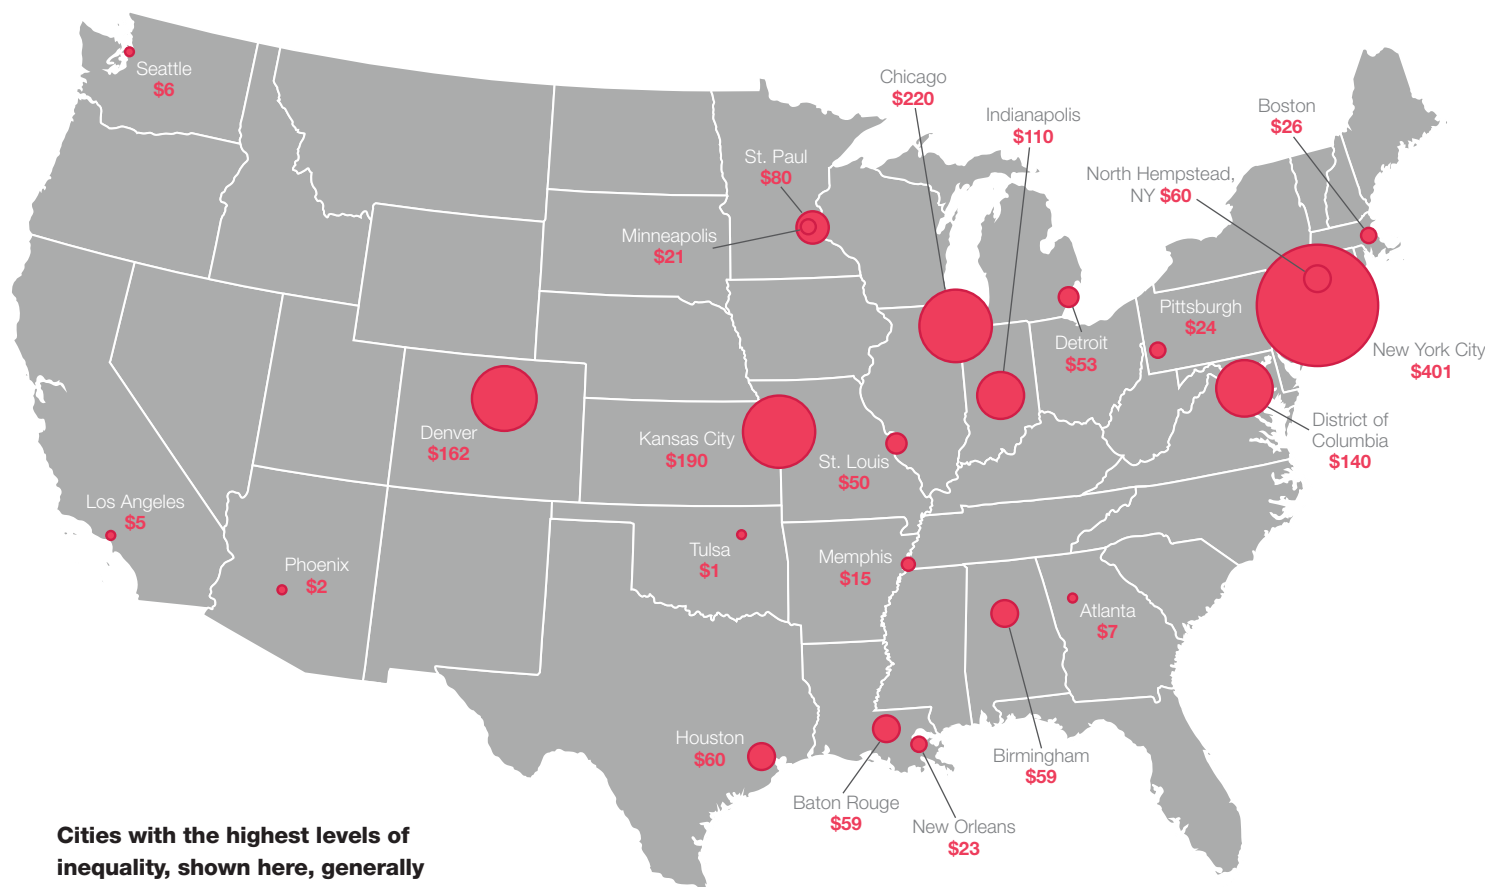 Seattle
$6
Chicago
$220
Indianapolis
$110
Boston
$26
St. Paul
$80
North Hempstead,
NY $60
Minneapolis
$21
Pittsburgh
$24
Detroit
$53
New York City
$401
Denver
$162
Kansas City
$190
St. Louis
$50
District of
Columbia
$140
Los Angeles
$5
Phoenix
$2
Tulsa
$1
Memphis
$15
Atlanta
$7
Houston
$60
Birmingham
$59
Baton Rouge
$59
New Orleans
$23
Cities with the highest levels of
inequality, shown here, generally